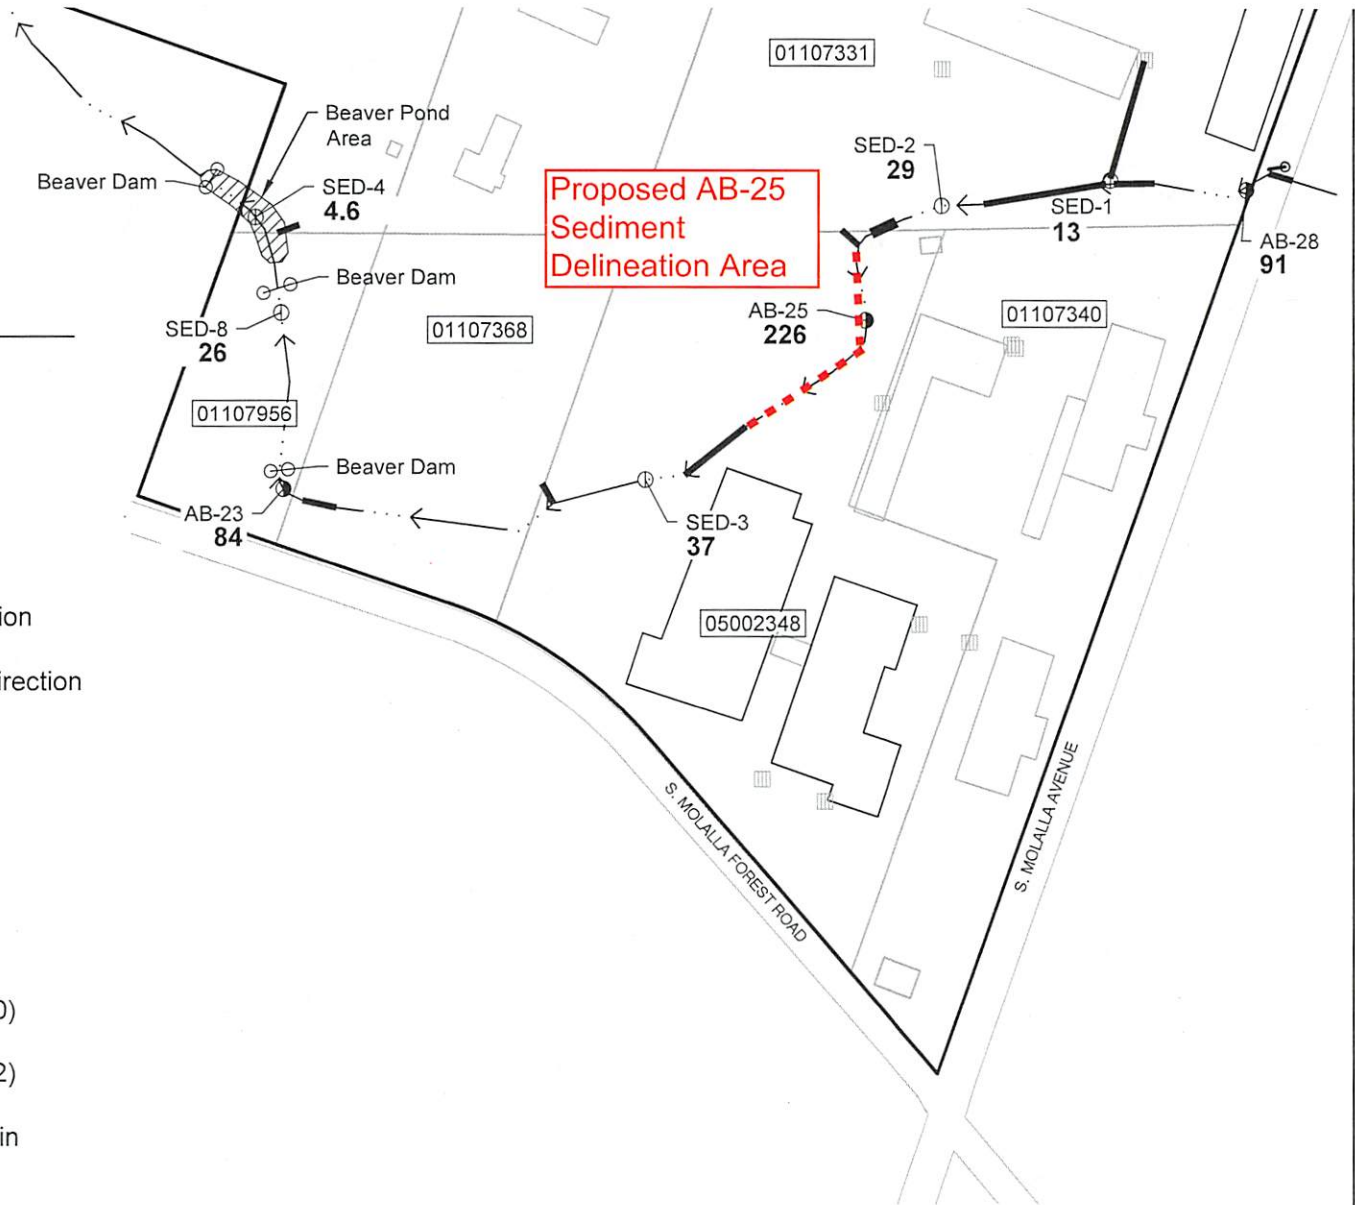 01107331
Beaver Pond
Area
SED-2
29
Beaver Dam
SED-4
4.6
Proposed AB-25
Sediment
Delineation Area
SED-1
13
AB-28
91
Beaver Dam
SED-8
26
01107368
AB-25
226
01107340
01107956
Beaver Dam
AB-23
84
SED-3
37
05002348
ion
irection
S. MOLALLA FOREST ROAD
S. MOLALLA AVENUE
0)
2)
in